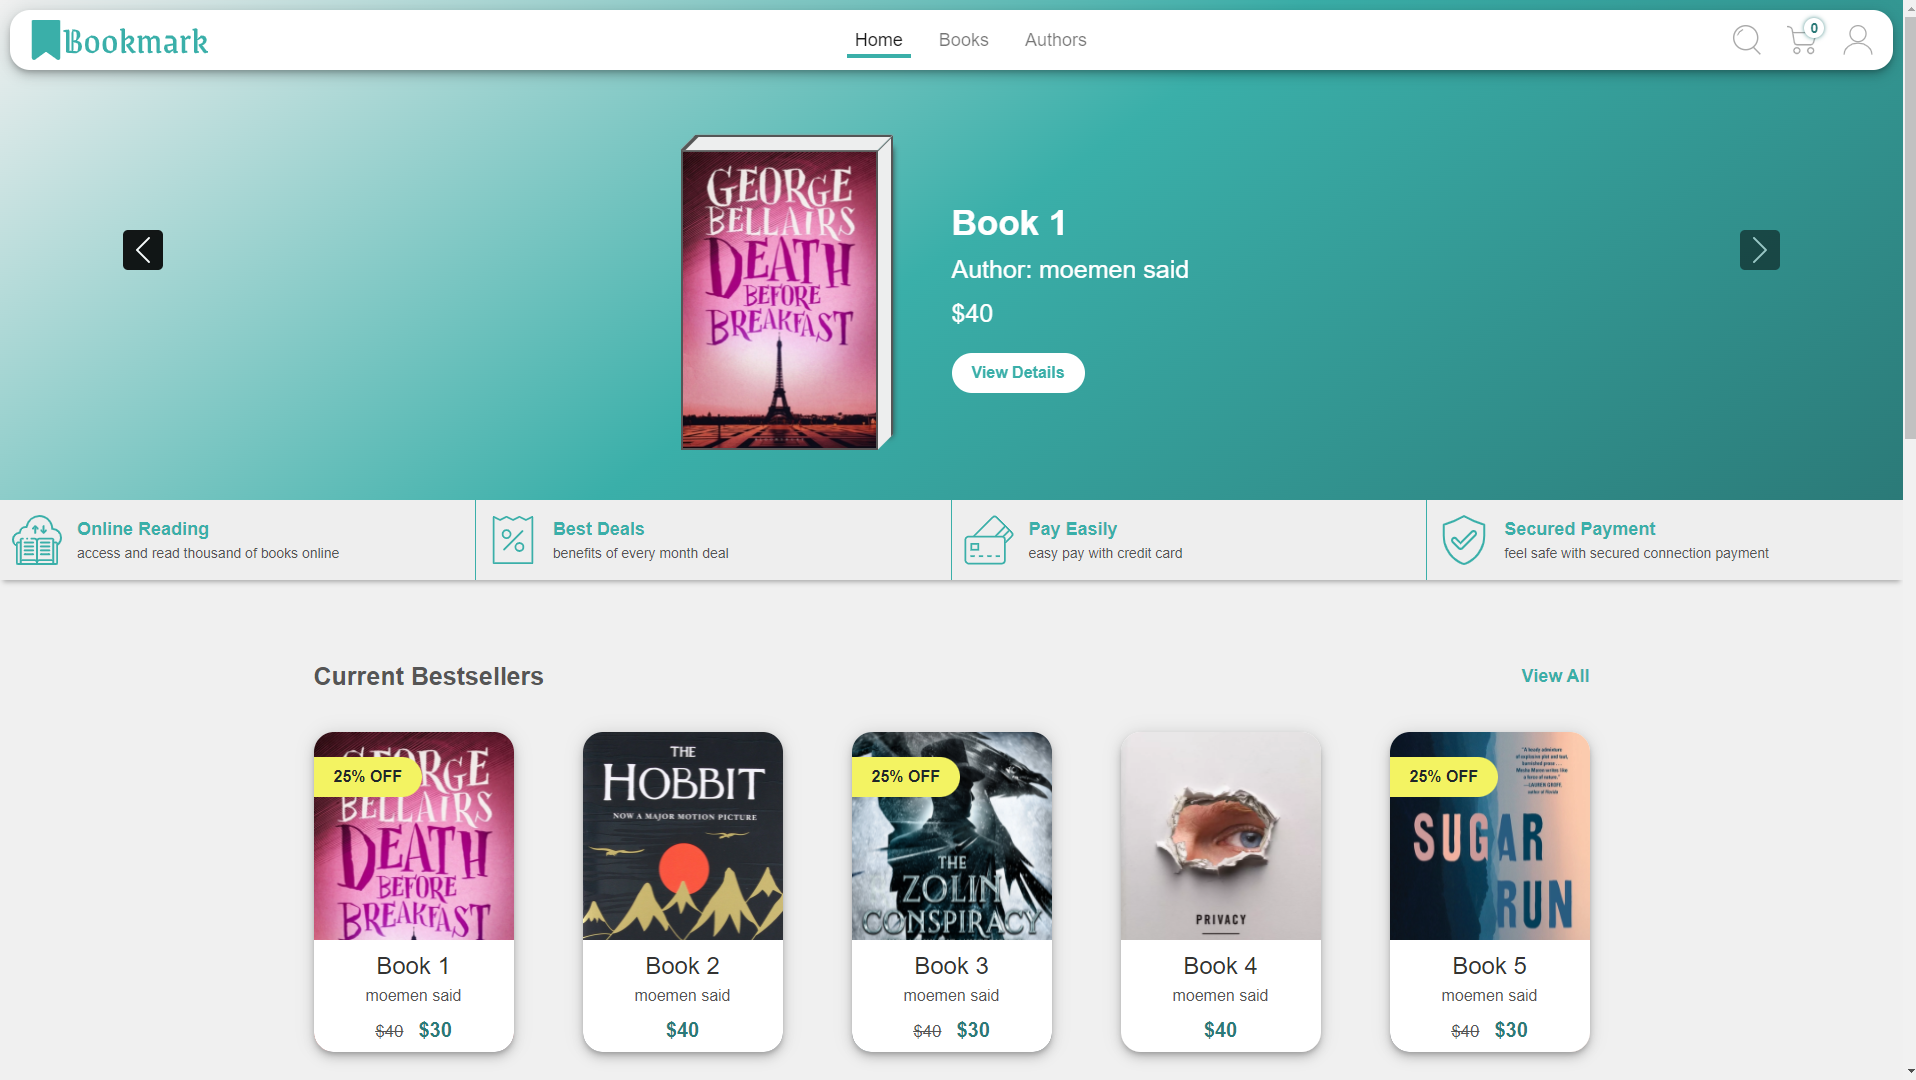 Bookmark
Home
Books
Authors
0
GEORGE
BELLAIRS
DEATH
BEFORE
BREAKFAST
Book 1
Author: moemen said
$40
View Details
Online Reading
access and read thousand of books online
Best Deals
benefits of every month deal
Pay Easily
easy pay with credit card
Secured Payment
feel safe with secured connection payment
Current Bestsellers
View All
GEORGE
25% OFF
BELLAIRS
DEATH
BEFORE
BREAKFAST
Book 1
moemen said
$40 $30
THE
HOBBIT
NOW A MAJOR MOTION PICTURE
Book 2
moemen said
$40
25% OFF
THE
ZOLIN
CONSPIRACY
Book 3
moemen said
$40 $30
PRIVACY
Book 4
moemen said
$40
25% OFF
SUGAR
RUN
Book 5
moemen said
$40 $30